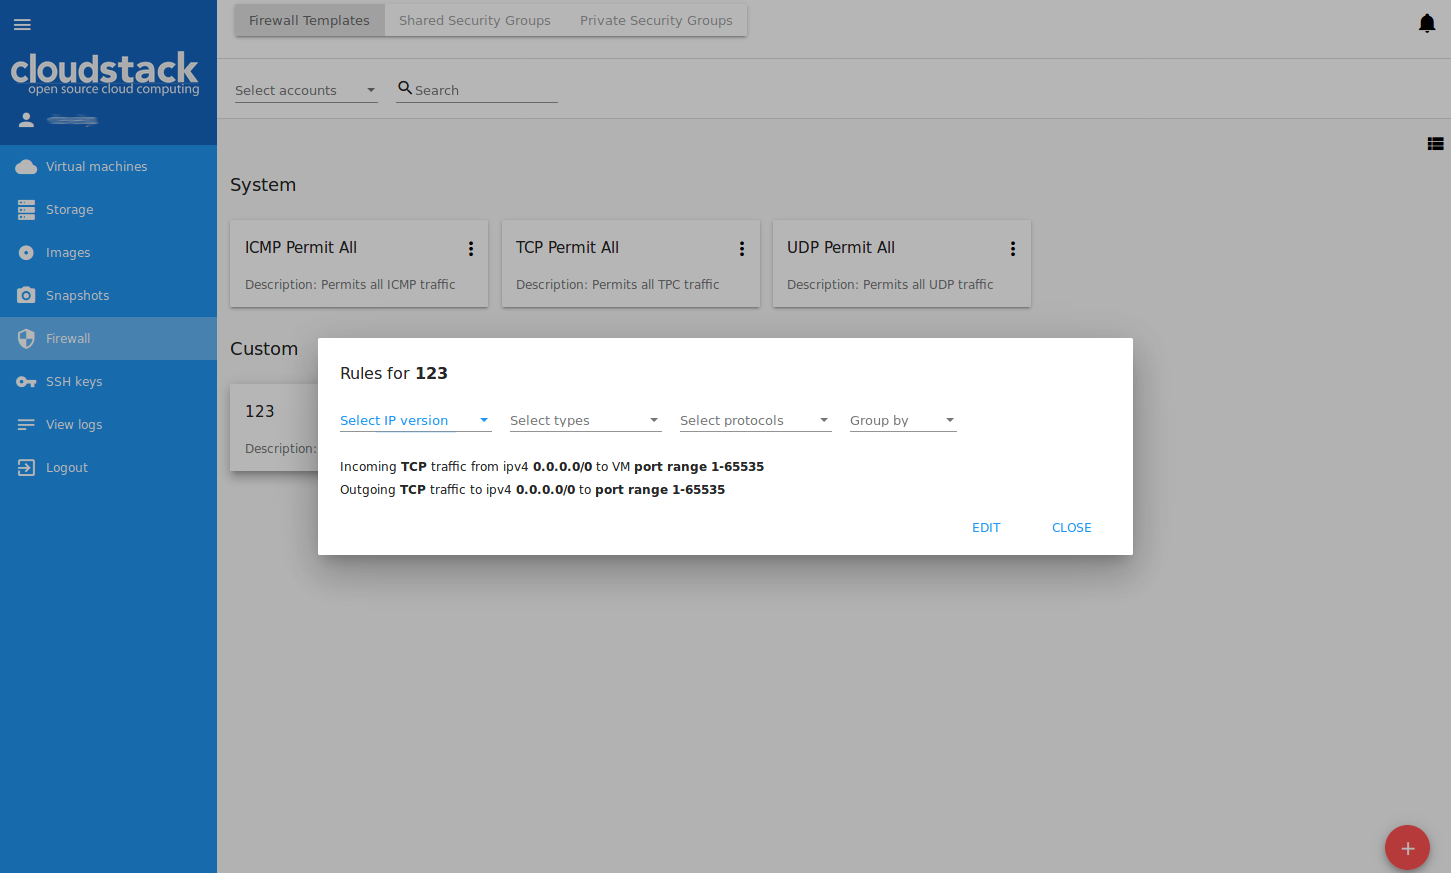 Firewall Templates Shared Security Groups Private Security Groups
cloudstack
open source cloud computing
Select accounts Search
Virtual machines
Storage
Images
Snapshots
Firewall
SSH keys
View logs
Logout
System
ICMP Permit All
Description: Permits all ICMP traffic
TCP Permit All
Description: Permits all TPC traffic
UDP Permit All
Description: Permits all UDP traffic
Custom
123
Description:
Rules for 123
Select IP version Select types Select protocols Group by
Incoming TCP traffic from ipv4 0.0.0.0/0 to VM port range 1-65535
Outgoing TCP traffic to ipv4 0.0.0.0/0 to port range 1-65535
EDIT CLOSE